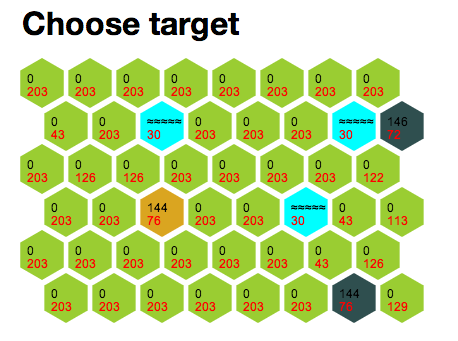 Choose target
0 0 0 0 0 0 0 0
203 203 203 203 203 203 203 203
0 0 ≈≈≈≈≈ 0 0 0 ≈≈≈≈≈ 146
43 203 30 203 203 203 30 72
0 0 0 0 0 0 0 0
203 126 126 203 203 203 203 122
0 0 144 0 0 ≈≈≈≈≈ 0 0
203 203 76 203 203 30 43 113
0 0 0 0 0 0 0 0
203 203 203 203 203 203 43 126
0 0 0 0 0 0 144 0
203 203 203 203 203 203 76 129